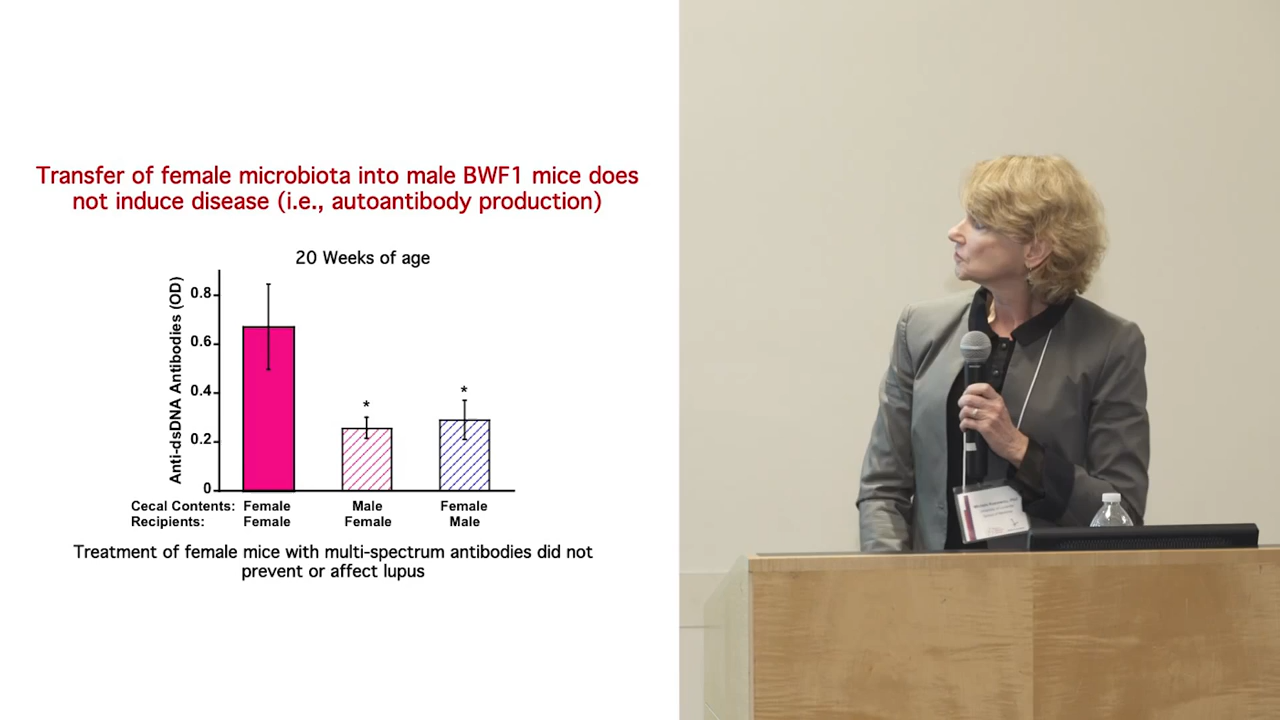 Transfer of female microbiota into male BWF1 mice does
not induce disease (i.e., autoantibody production)
20 Weeks of age
Anti-dsDNA Antibodies (OD)
0.8
0.6
0.4
0.2
0
*
*
Cecal Contents: Female Male Female
Recipients: Female Female Male
Treatment of female mice with multi-spectrum antibodies did not
prevent or affect lupus